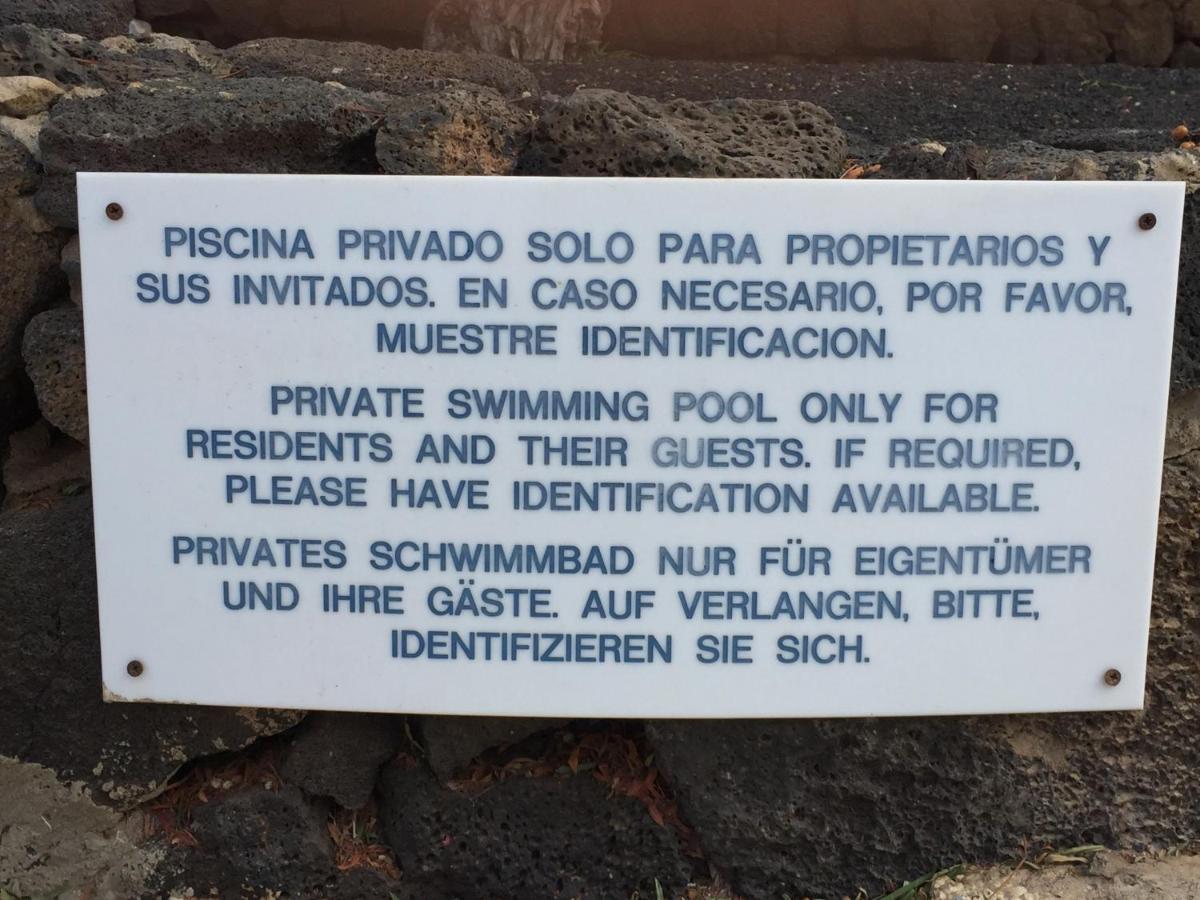 PISCINA PRIVADO SOLO PARA PROPIETARIOS Y
SUS INVITADOS. EN CASO NECESARIO, POR FAVOR,
MUESTRE IDENTIFICACION.
PRIVATE SWIMMING POOL ONLY FOR
RESIDENTS AND THEIR GUESTS. IF REQUIRED,
PLEASE HAVE IDENTIFICATION AVAILABLE.
PRIVATES SCHWIMMBAD NUR FÜR EIGENTÜMER
UND IHRE GÄSTE. AUF VERLANGEN, BITTE,
IDENTIFIZIEREN SIE SICH.